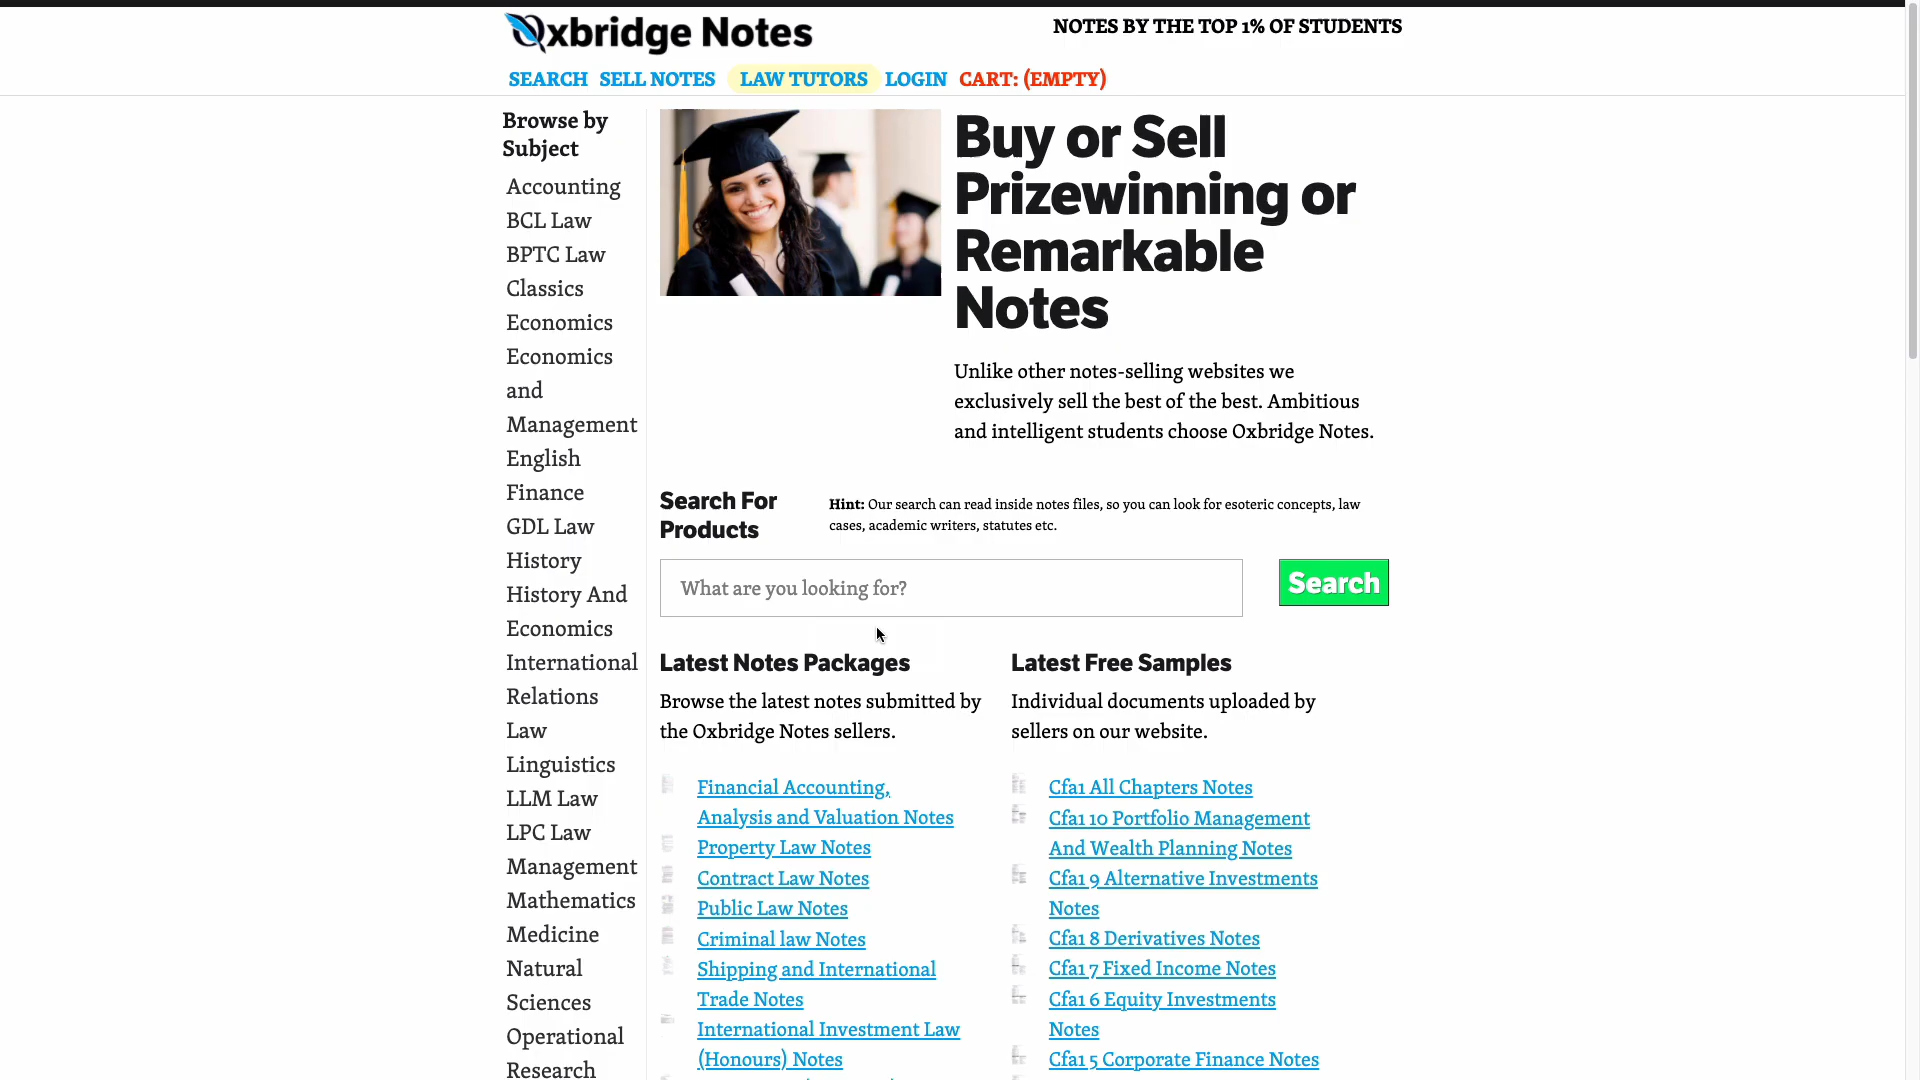 Oxbridge Notes
NOTES BY THE TOP 1% OF STUDENTS
SEARCH SELL NOTES LAW TUTORS LOGIN CART: (EMPTY)
Browse by
Subject
Accounting
BCL Law
BPTC Law
Classics
Economics
Economics
and
Management
English
Finance
GDL Law
History
History And
Economics
International
Relations
Law
Linguistics
LLM Law
LPC Law
Management
Mathematics
Medicine
Natural
Sciences
Operational
Research
Buy or Sell
Prizewinning or
Remarkable
Notes
Unlike other notes-selling websites we
exclusively sell the best of the best. Ambitious
and intelligent students choose Oxbridge Notes.
Search For
Products
Hint: Our search can read inside notes files, so you can look for esoteric concepts, law
cases, academic writers, statutes etc.
What are you looking for?
Search
Latest Notes Packages
Browse the latest notes submitted by
the Oxbridge Notes sellers.
Financial Accounting,
Analysis and Valuation Notes
Property Law Notes
Contract Law Notes
Public Law Notes
Criminal law Notes
Shipping and International
Trade Notes
International Investment Law
(Honours) Notes
Latest Free Samples
Individual documents uploaded by
sellers on our website.
Cfa1 All Chapters Notes
Cfa1 10 Portfolio Management
And Wealth Planning Notes
Cfa1 9 Alternative Investments
Notes
Cfa1 8 Derivatives Notes
Cfa1 7 Fixed Income Notes
Cfa1 6 Equity Investments
Notes
Cfa1 5 Corporate Finance Notes